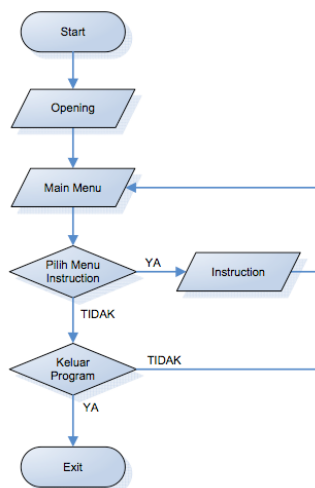 Start
Opening
Main Menu
Pilih Menu
Instruction
YA
Instruction
TIDAK
Keluar
Program
TIDAK
YA
Exit